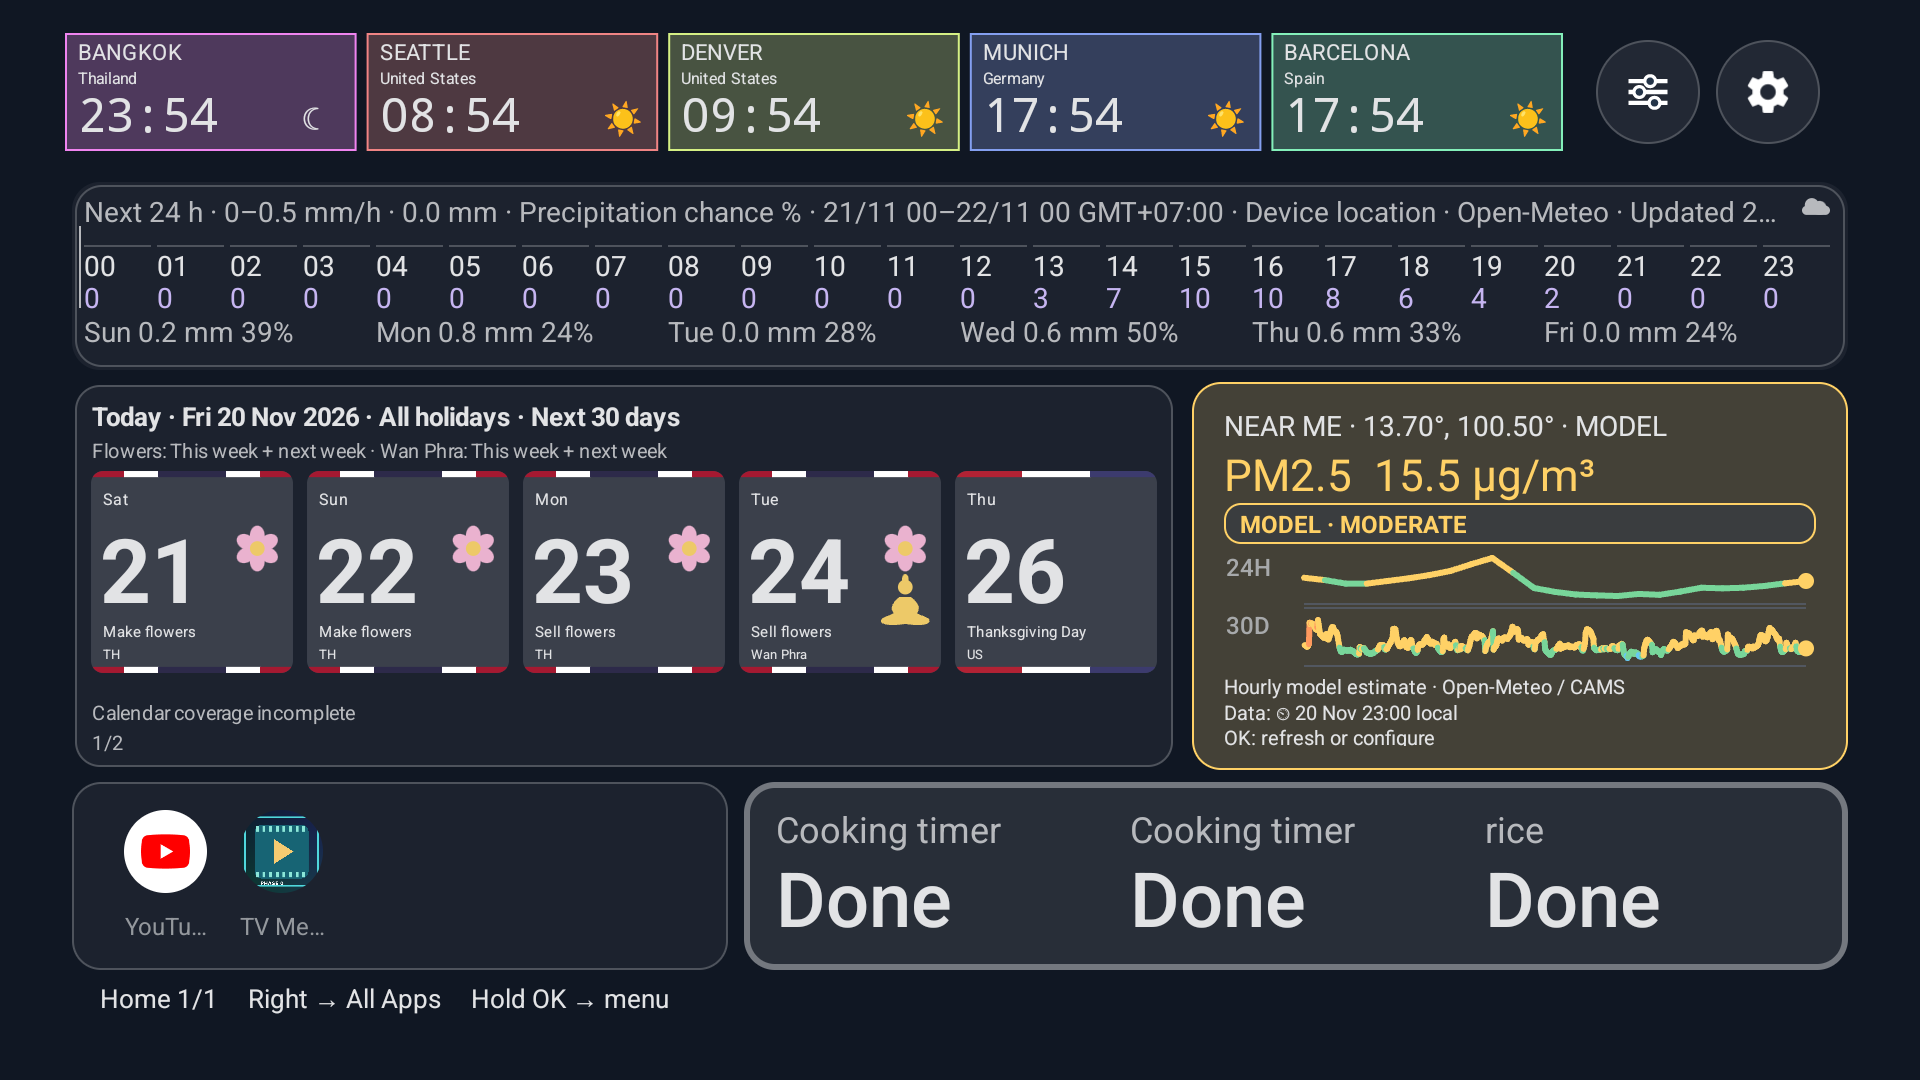 BANGKOK
Thailand
23:54
SEATTLE
United States
08:54
DENVER
United States
09:54
MUNICH
Germany
17:54
BARCELONA
Spain
17:54
Next 24 h · 0–0.5 mm/h · 0.0 mm · Precipitation chance % · 21/11 00–22/11 00 GMT+07:00 · Device location · Open-Meteo · Updated 2…
00 01 02 03 04 05 06 07 08 09 10 11 12 13 14 15 16 17 18 19 20 21 22 23
0 0 0 0 0 0 0 0 0 0 0 0 0 3 7 10 10 8 6 4 2 0 0 0
Sun 0.2 mm 39% Mon 0.8 mm 24% Tue 0.0 mm 28% Wed 0.6 mm 50% Thu 0.6 mm 33% Fri 0.0 mm 24%
Today · Fri 20 Nov 2026 · All holidays · Next 30 days
Flowers: This week + next week · Wan Phra: This week + next week
Sat
21
Make flowers
TH
Sun
22
Make flowers
TH
Mon
23
Sell flowers
TH
Tue
24
Sell flowers
Wan Phra
Thu
26
Thanksgiving Day
US
Calendar coverage incomplete
1/2
NEAR ME · 13.70°, 100.50° · MODEL
PM2.5 15.5 µg/m³
MODEL · MODERATE
24H
30D
Hourly model estimate · Open-Meteo / CAMS
Data: ⏲ 20 Nov 23:00 local
OK: refresh or configure
YouTu…
TV Me…
Cooking timer
Done
Cooking timer
Done
rice
Done
Home 1/1 Right → All Apps Hold OK → menu